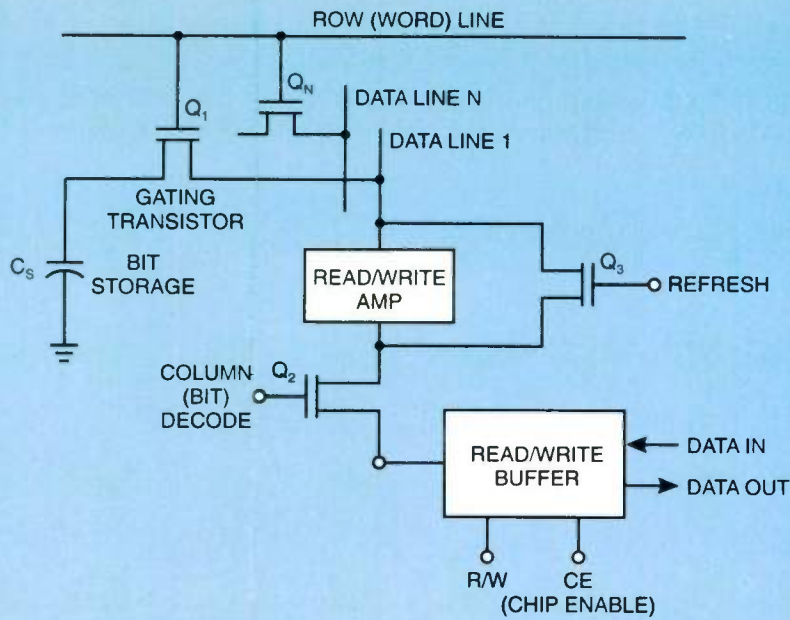 ROW (WORD) LINE
Q1
QN
DATA LINE N
DATA LINE 1
GATING
TRANSISTOR
CS
BIT
STORAGE
READ/WRITE
AMP
Q3
REFRESH
COLUMN
(BIT)
DECODE
Q2
READ/WRITE
BUFFER
DATA IN
DATA OUT
R/W
CE
(CHIP ENABLE)